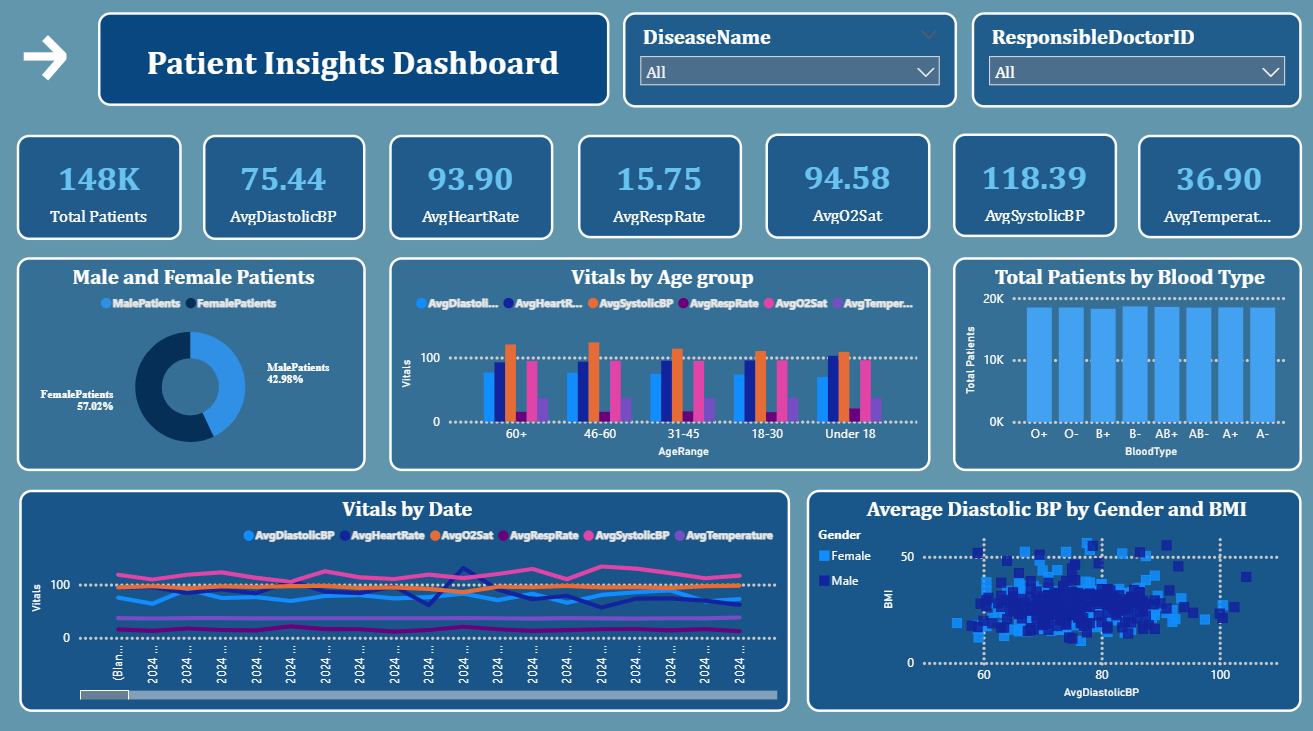 Patient Insights Dashboard
DiseaseName
All
ResponsibleDoctorID
All
148K
Total Patients
75.44
AvgDiastolicBP
93.90
AvgHeartRate
15.75
AvgRespRate
94.58
AvgO2Sat
118.39
AvgSystolicBP
36.90
AvgTemperat...
Male and Female Patients
MalePatients FemalePatients
MalePatients
42.98%
FemalePatients
57.02%
Vitals by Age group
AvgDiastoli... AvgHeartR... AvgSystolicBP AvgRespRate AvgO2Sat AvgTemper...
Vitals
100
0
60+ 46-60 31-45 18-30 Under 18
AgeRange
Total Patients by Blood Type
Total Patients
20K
10K
0K
O+ O- B+ B- AB+ AB- A+ A-
BloodType
Vitals by Date
AvgDiastolicBP AvgHeartRate AvgO2Sat AvgRespRate AvgSystolicBP AvgTemperature
Vitals
100
0
(Blan... 2024 ... 2024 ... 2024 ... 2024 ... 2024 ... 2024 ... 2024 ... 2024 ... 2024 ... 2024 ... 2024 ... 2024 ... 2024 ... 2024 ... 2024 ... 2024 ... 2024 ... 2024 ...
Average Diastolic BP by Gender and BMI
Gender
Female
Male
BMI
50
0
60 80 100
AvgDiastolicBP